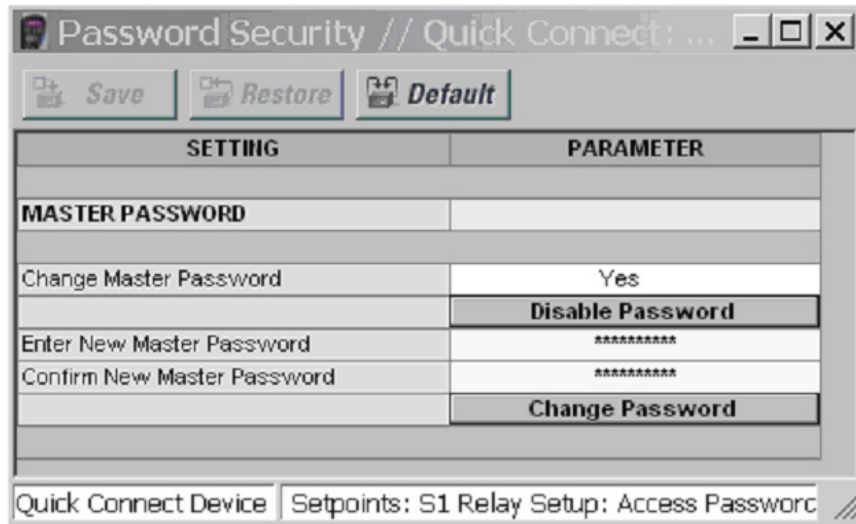 Password Security // Quick Connect: ...
Save Restore Default
SETTING PARAMETER
MASTER PASSWORD
Change Master Password Yes
Disable Password
Enter New Master Password **********
Confirm New Master Password **********
Change Password
Quick Connect Device Setpoints: S1 Relay Setup: Access Passworc